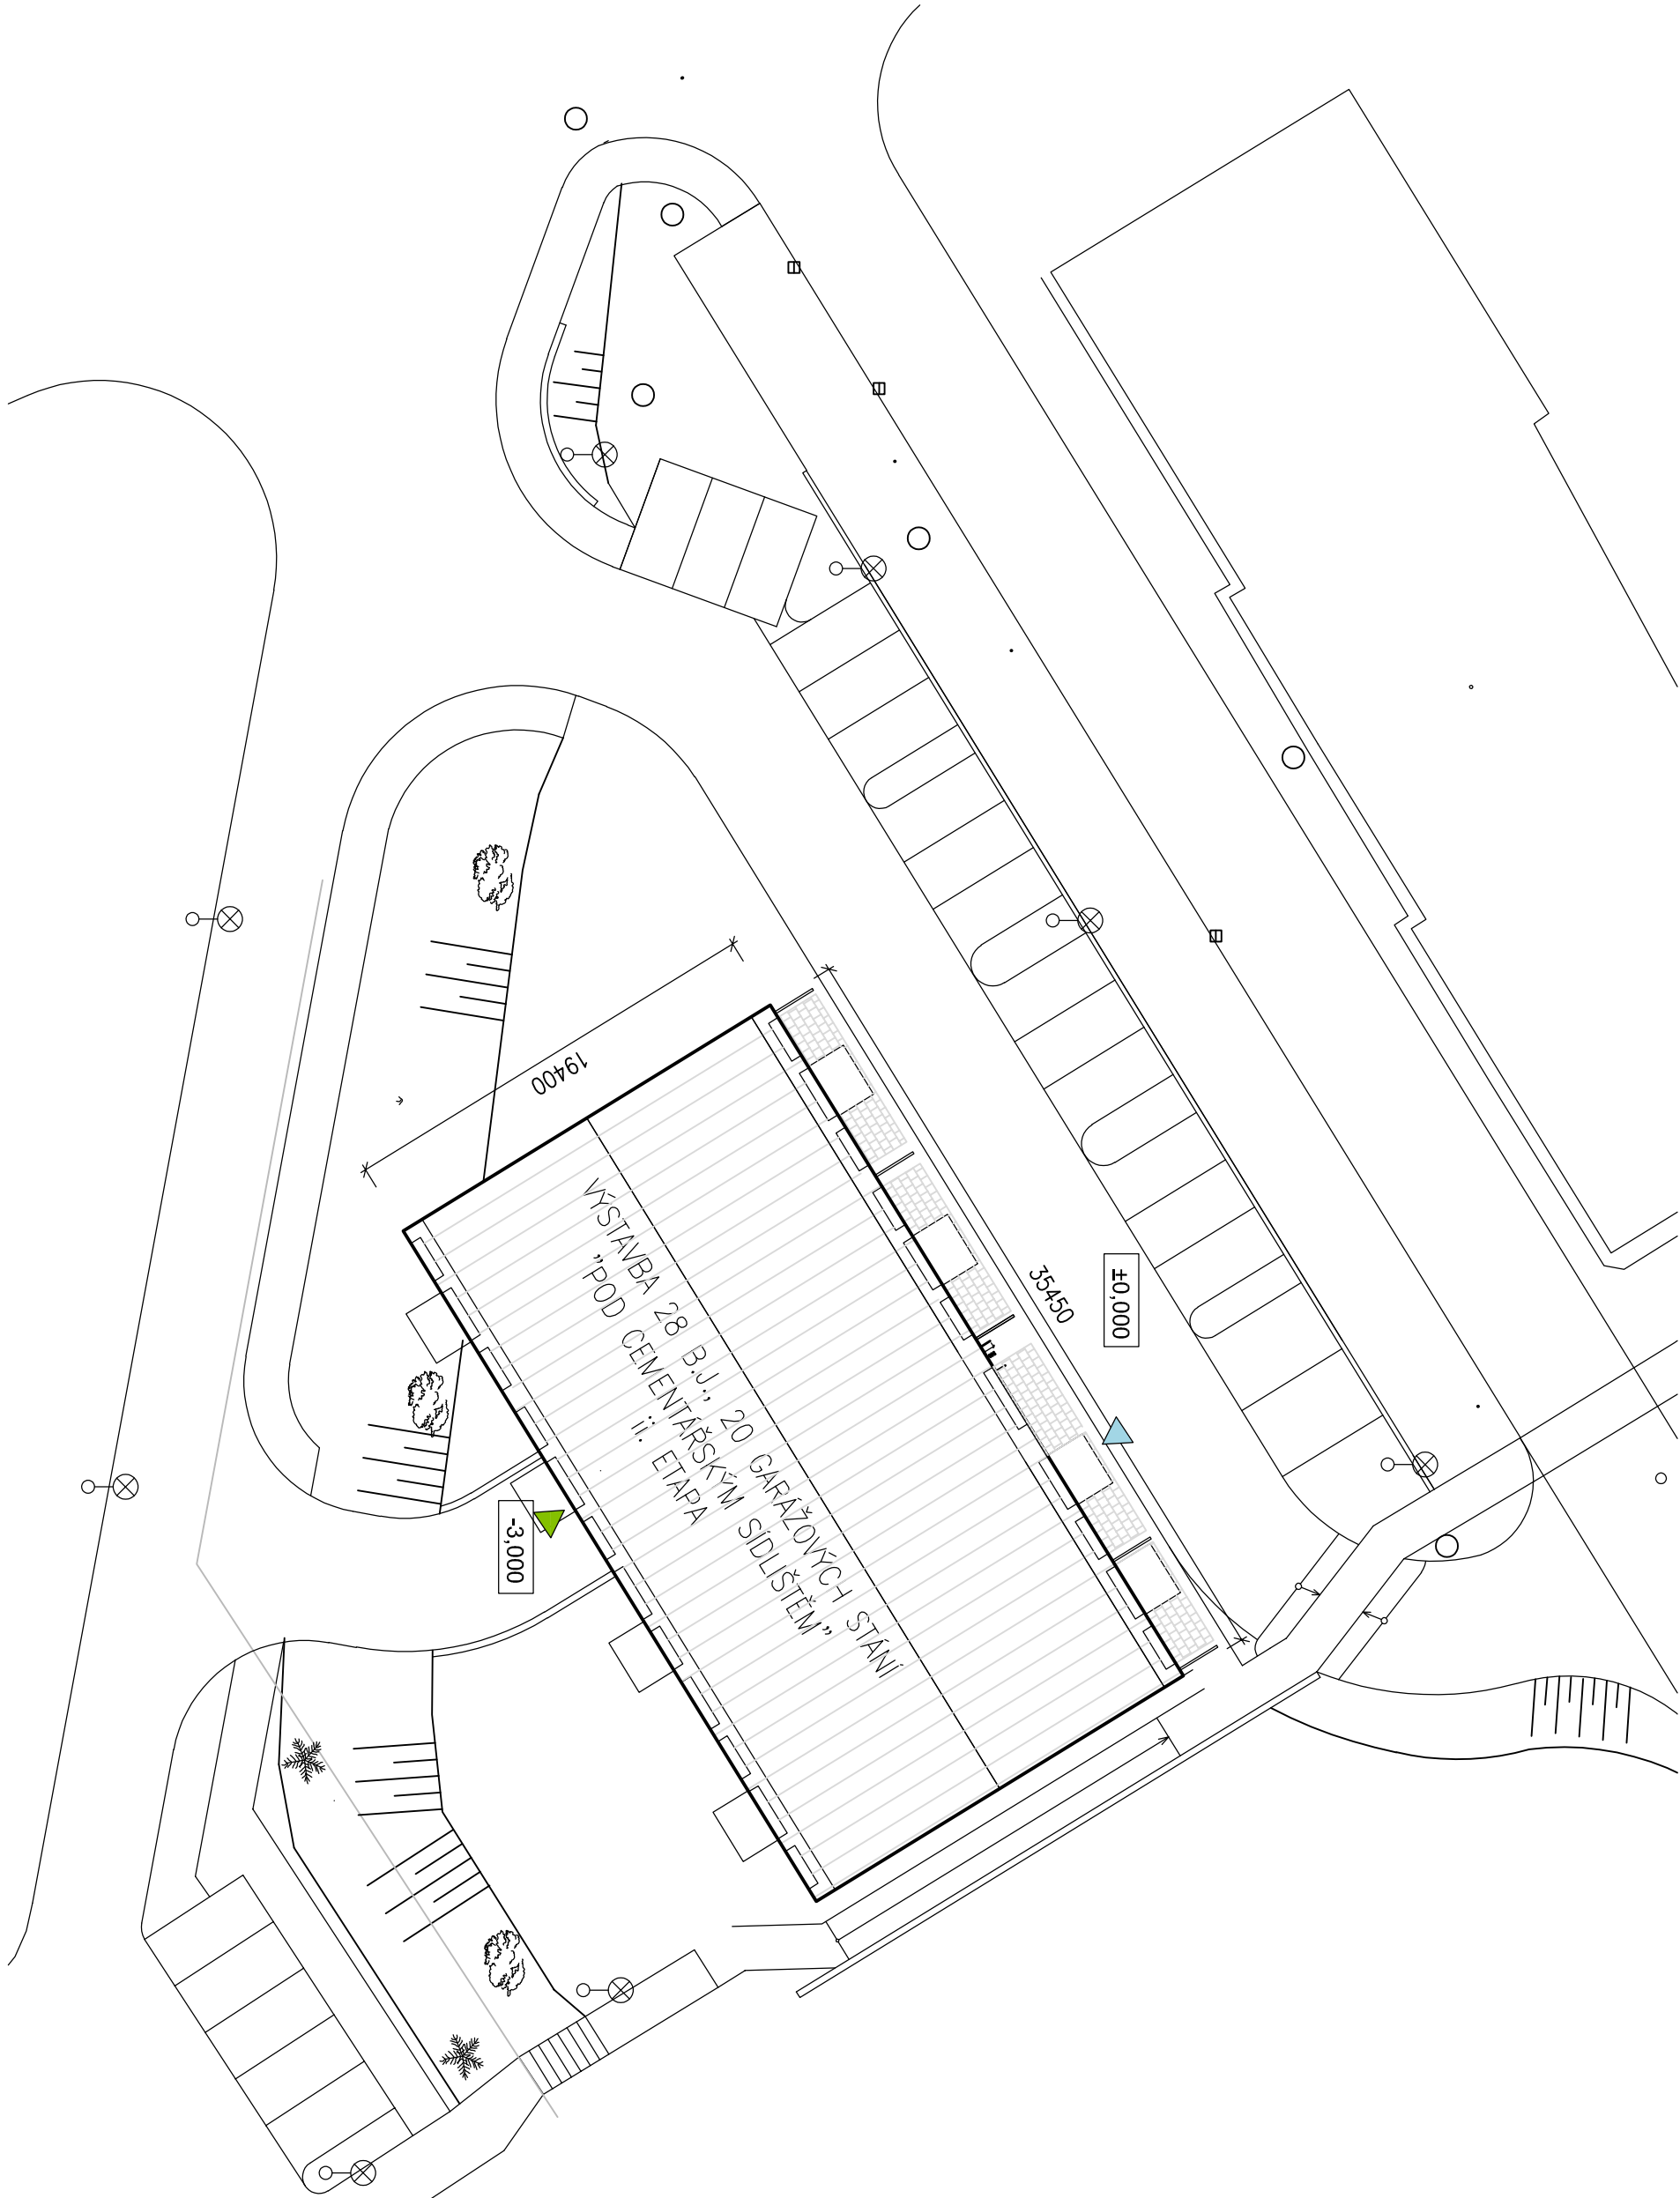 19400
35450
±0,000
VÝSTAVBA 28 B.J., 20 GARÁŽOVÝCH STÁNÍ
"POD CEMENTÁŘSKÝM SÍDLIŠTĚM"
ii. ETAPA
-3,000